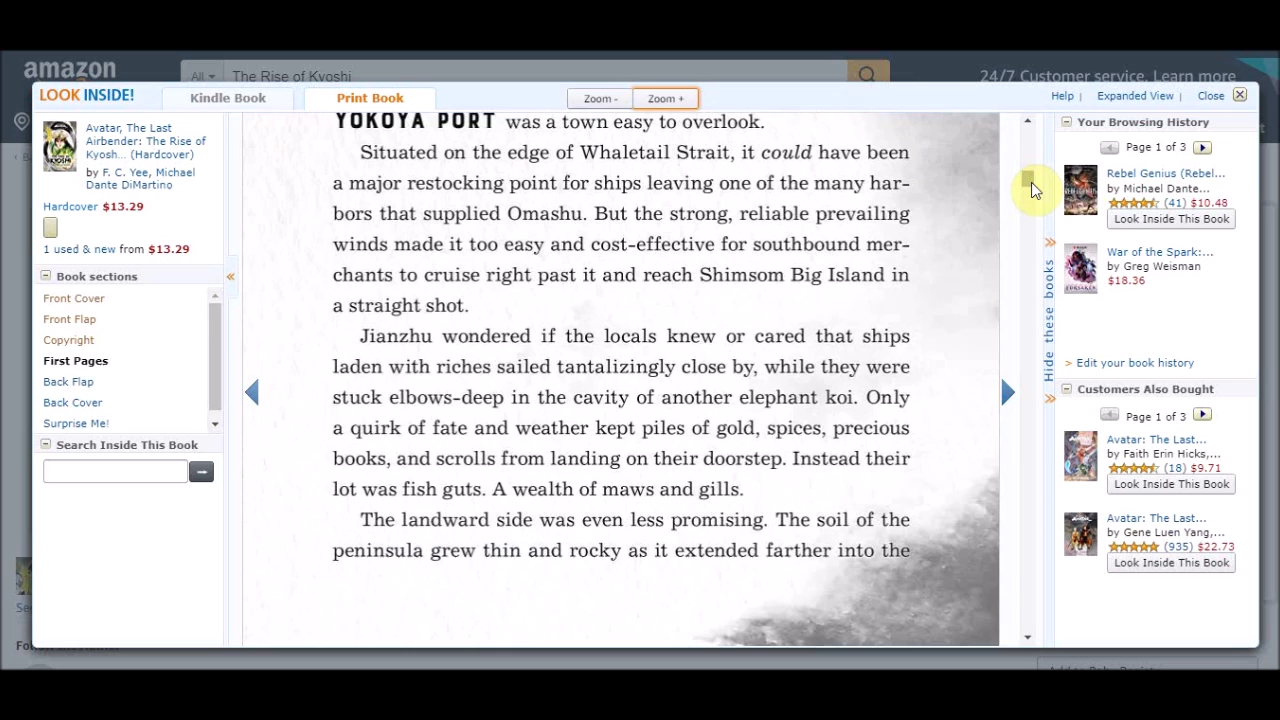 amazon
All
The Rise of Kyoshi
24/7 Customer service. Learn more
LOOK INSIDE!
Kindle Book
Print Book
Zoom -
Zoom +
Help |
Expanded View |
Close
Avatar, The Last
Airbender: The Rise of
Kyosh... (Hardcover)
by F. C. Yee, Michael
Dante DiMartino
Hardcover $13.29
1 used & new from $13.29
Book sections
Front Cover
Front Flap
Copyright
First Pages
Back Flap
Back Cover
Surprise Me!
Search Inside This Book
YOKOYA PORT was a town easy to overlook.
Situated on the edge of Whaletail Strait, it could have been
a major restocking point for ships leaving one of the many har-
bors that supplied Omashu. But the strong, reliable prevailing
winds made it too easy and cost-effective for southbound mer-
chants to cruise right past it and reach Shimsom Big Island in
a straight shot.
Jianzhu wondered if the locals knew or cared that ships
laden with riches sailed tantalizingly close by, while they were
stuck elbows-deep in the cavity of another elephant koi. Only
a quirk of fate and weather kept piles of gold, spices, precious
books, and scrolls from landing on their doorstep. Instead their
lot was fish guts. A wealth of maws and gills.
The landward side was even less promising. The soil of the
peninsula grew thin and rocky as it extended farther into the
Hide these books
Your Browsing History
Page 1 of 3
Rebel Genius (Rebel...
by Michael Dante...
(41) $10.48
Look Inside This Book
War of the Spark:...
by Greg Weisman
$18.36
> Edit your book history
Customers Also Bought
Page 1 of 3
Avatar: The Last...
by Faith Erin Hicks,...
(18) $9.71
Look Inside This Book
Avatar: The Last...
by Gene Luen Yang,...
(935) $22.73
Look Inside This Book